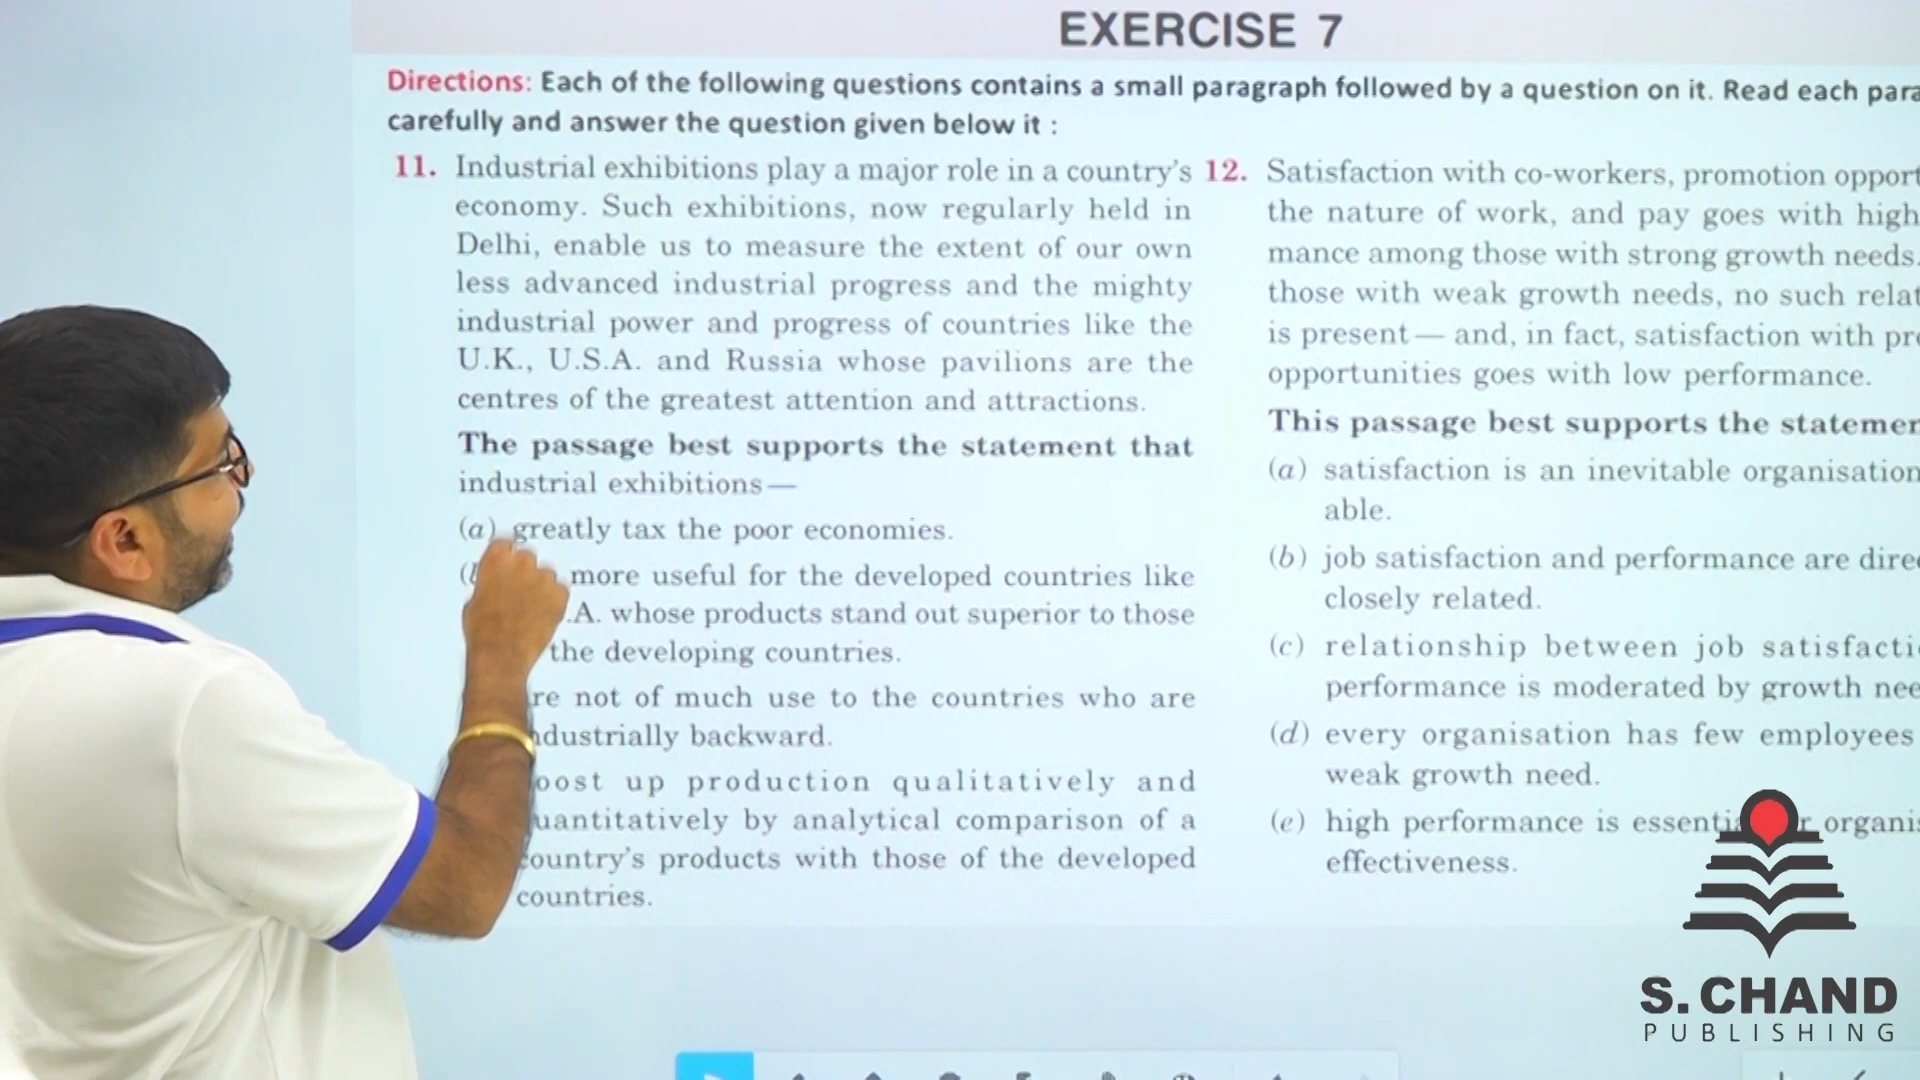 EXERCISE 7
Directions: Each of the following questions contains a small paragraph followed by a question on it. Read each
carefully and answer the question given below it :
11. Industrial exhibitions play a major role in a country's
economy. Such exhibitions, now regularly held in
Delhi, enable us to measure the extent of our own
less advanced industrial progress and the mighty
industrial power and progress of countries like the
U.K., U.S.A. and Russia whose pavilions are the
centres of the greatest attention and attractions.
The passage best supports the statement that
industrial exhibitions—
(a) greatly tax the poor economies.
more useful for the developed countries like
.A. whose products stand out superior to those
the developing countries.
re not of much use to the countries who are
dustrially backward.
oost up production qualitatively and
uantitatively by analytical comparison of a
country's products with those of the developed
countries.
12. Satisfaction with co-workers, promotion opport
the nature of work, and pay goes with high
mance among those with strong growth needs.
those with weak growth needs, no such relat
is present— and, in fact, satisfaction with pr
opportunities goes with low performance.
This passage best supports the statemen
(a) satisfaction is an inevitable organisation
able.
(b) job satisfaction and performance are dire
closely related.
(c) relationship between job satisfacti
performance is moderated by growth nee
(d) every organisation has few employees
weak growth need.
(e) high performance is essenti r organis
effectiveness.
S. CHAND
PUBLISHING